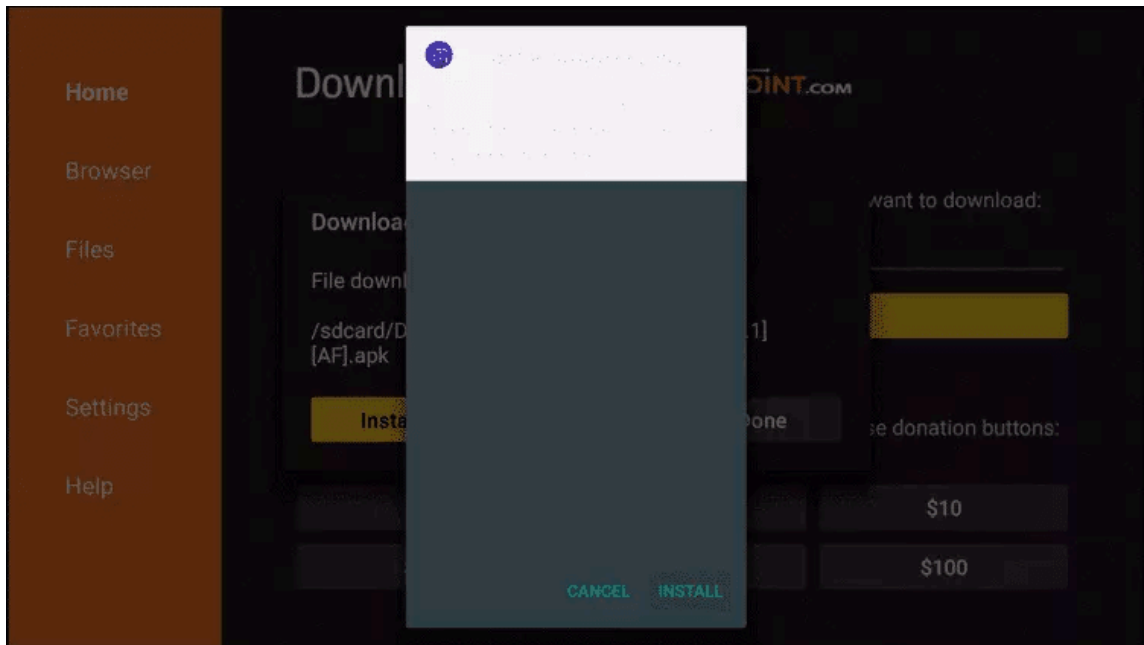 Home
Browser
Files
Favorites
Settings
Help
Downl
OINT.COM
want to download:
Downloa
File downl
/sdcard/D
.1]
[AF].apk
Insta
Done
se donation buttons:
$10
$100
CANCEL
INSTALL